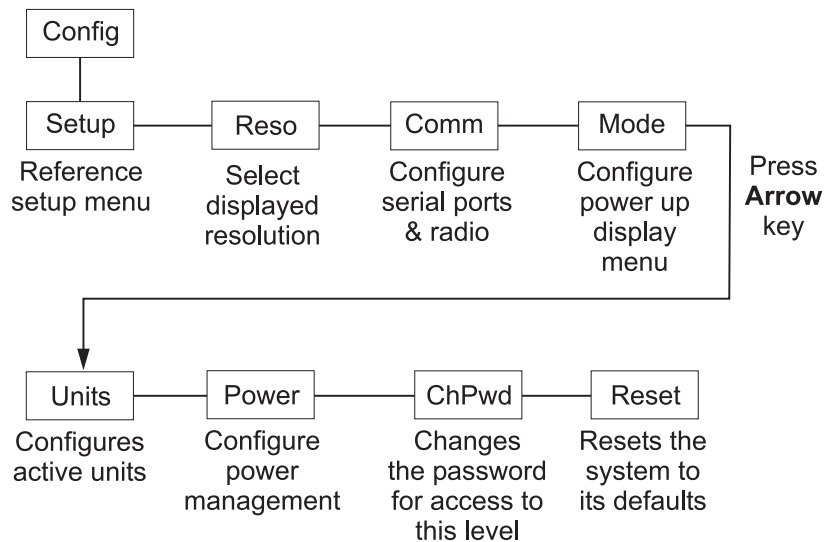 Config
Setup
Reso
Comm
Mode
Reference
setup menu
Select
displayed
resolution
Configure
serial ports
& radio
Configure
power up
display
menu
Press
Arrow
key
Units
Power
ChPwd
Reset
Configures
active units
Configure
power
management
Changes
the password
for access to
this level
Resets the
system to
its defaults